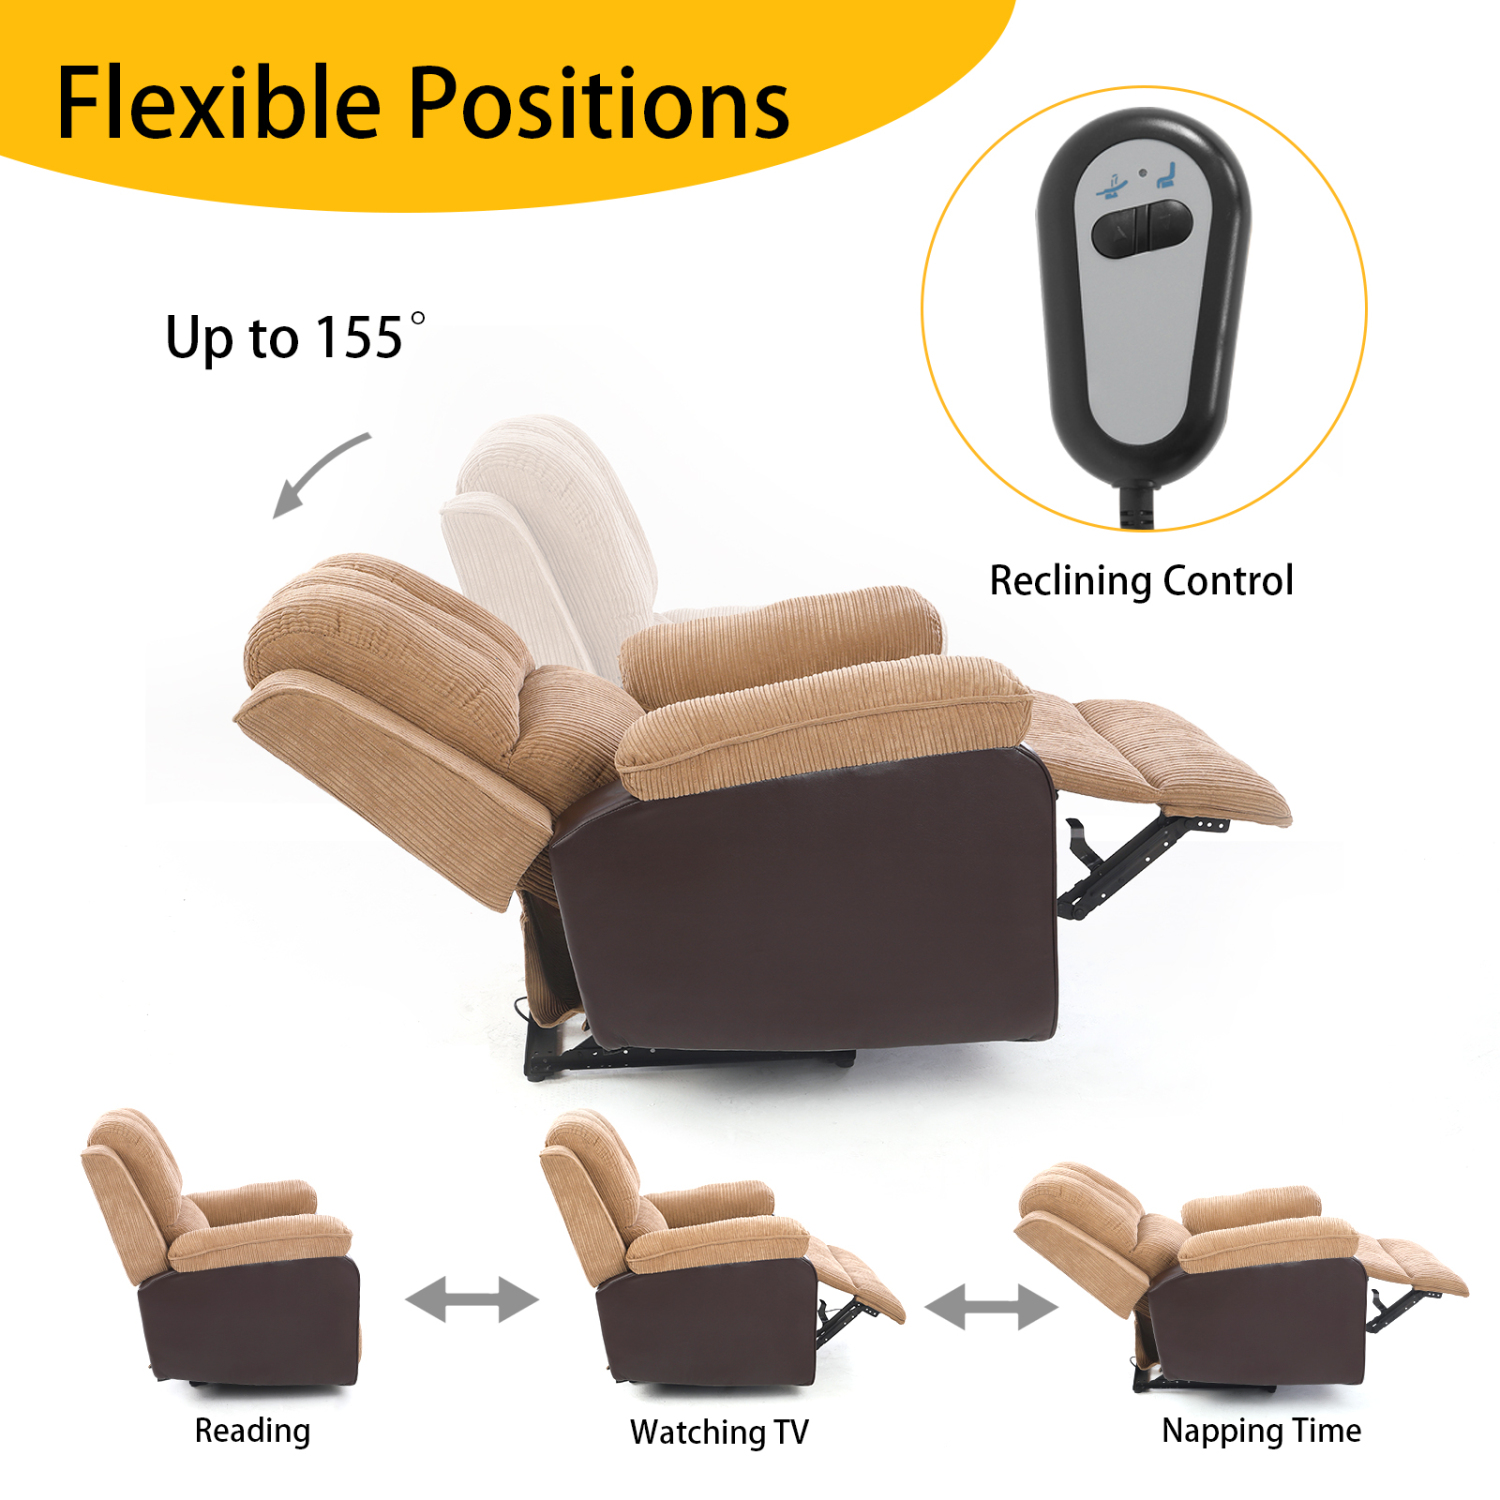 Flexible Positions
Up to 155°
Reclining Control
Reading
Watching TV
Napping Time